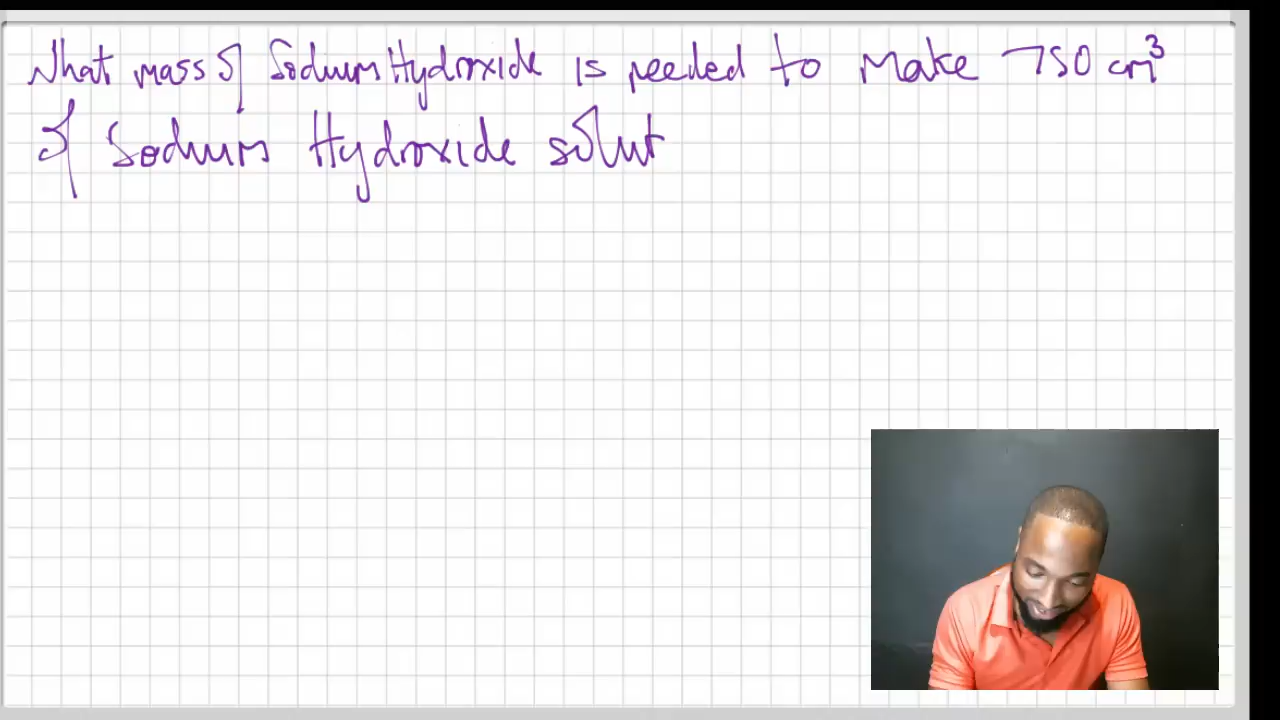 What mass of Sodium Hydroxide is needed to make 750 cm³
of Sodium Hydroxide solut